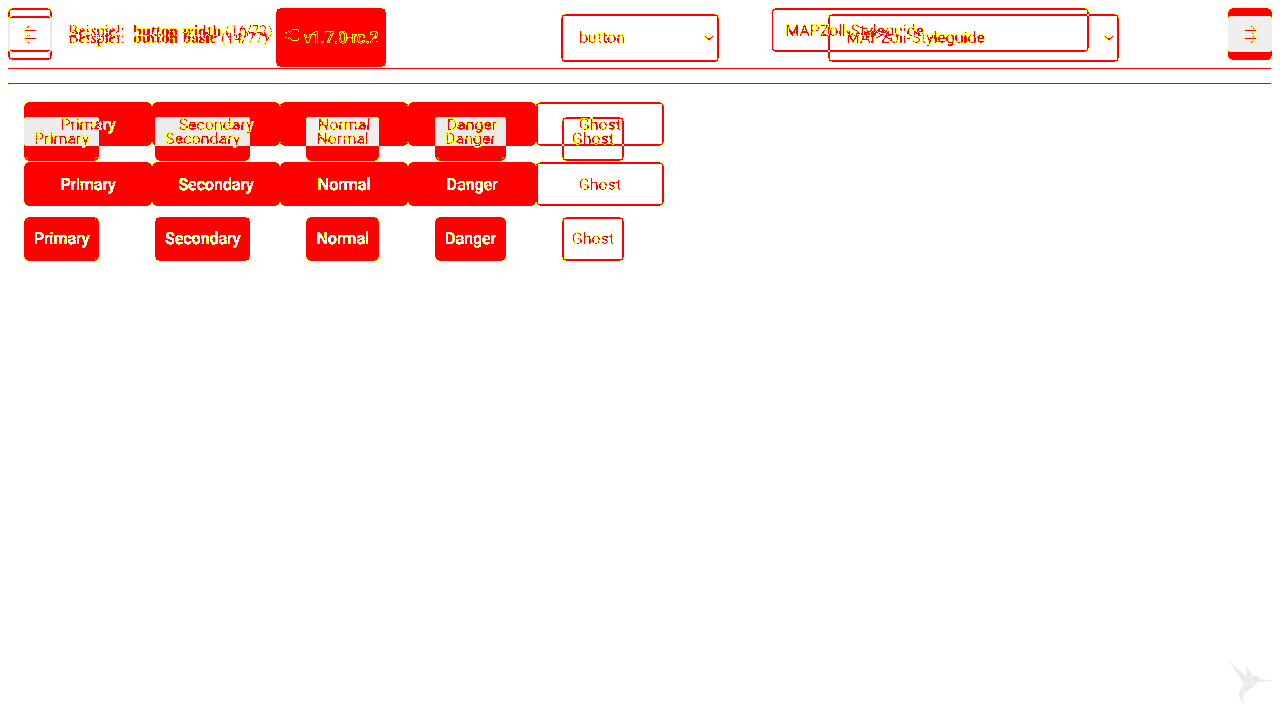 Beispiel: button width (16/73)
Beispiel: button basic (14/77)
v1.7.0-rc.2
button
MAPZoll-Styleguide
MAPZoll-Styleguide
Primary Secondary Normal Danger Ghost
Primary Secondary Normal Danger Ghost
Primary Secondary Normal Danger Ghost
Primary Secondary Normal Danger Ghost